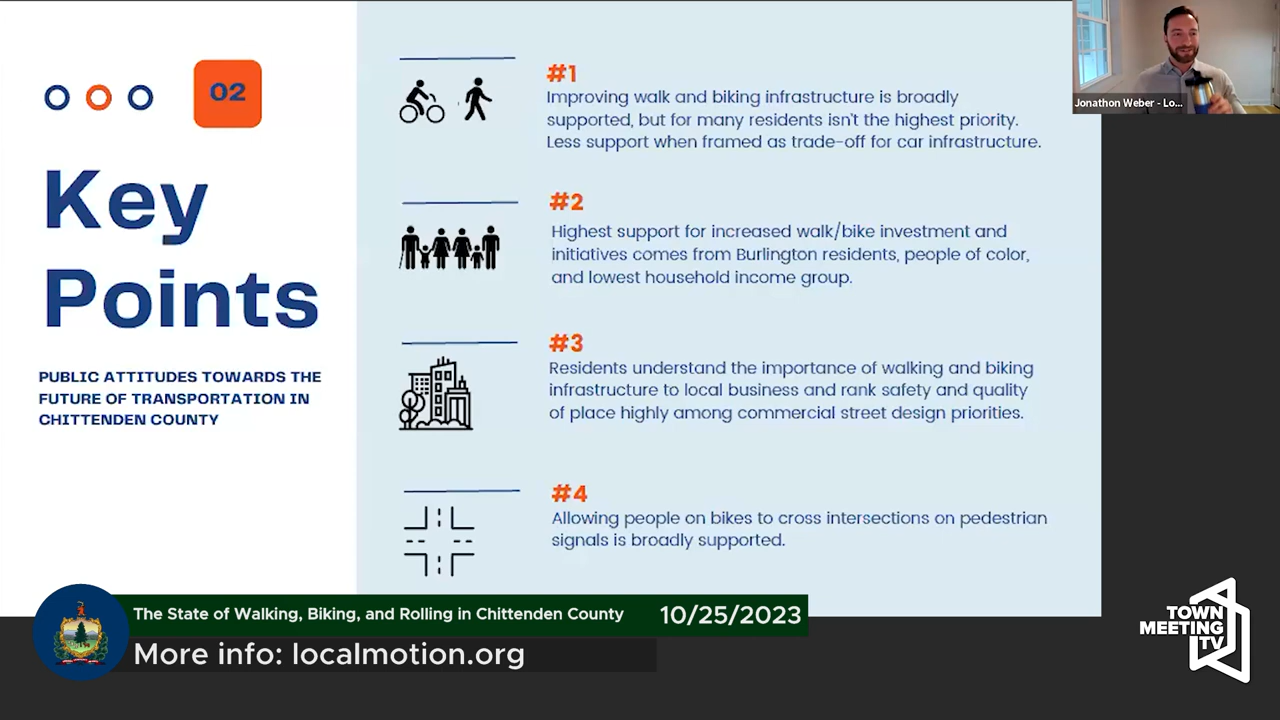 02
Key
Points
PUBLIC ATTITUDES TOWARDS THE
FUTURE OF TRANSPORTATION IN
CHITTENDEN COUNTY
#1
Improving walk and biking infrastructure is broadly
supported, but for many residents isn't the highest priority.
Less support when framed as trade-off for car infrastructure.
#2
Highest support for increased walk/bike investment and
initiatives comes from Burlington residents, people of color,
and lowest household income group.
#3
Residents understand the importance of walking and biking
infrastructure to local business and rank safety and quality
of place highly among commercial street design priorities.
#4
Allowing people on bikes to cross intersections on pedestrian
signals is broadly supported.
Jonathon Weber - Lo...
The State of Walking, Biking, and Rolling in Chittenden County 10/25/2023
More info: localmotion.org
TOWN
MEETING
TV